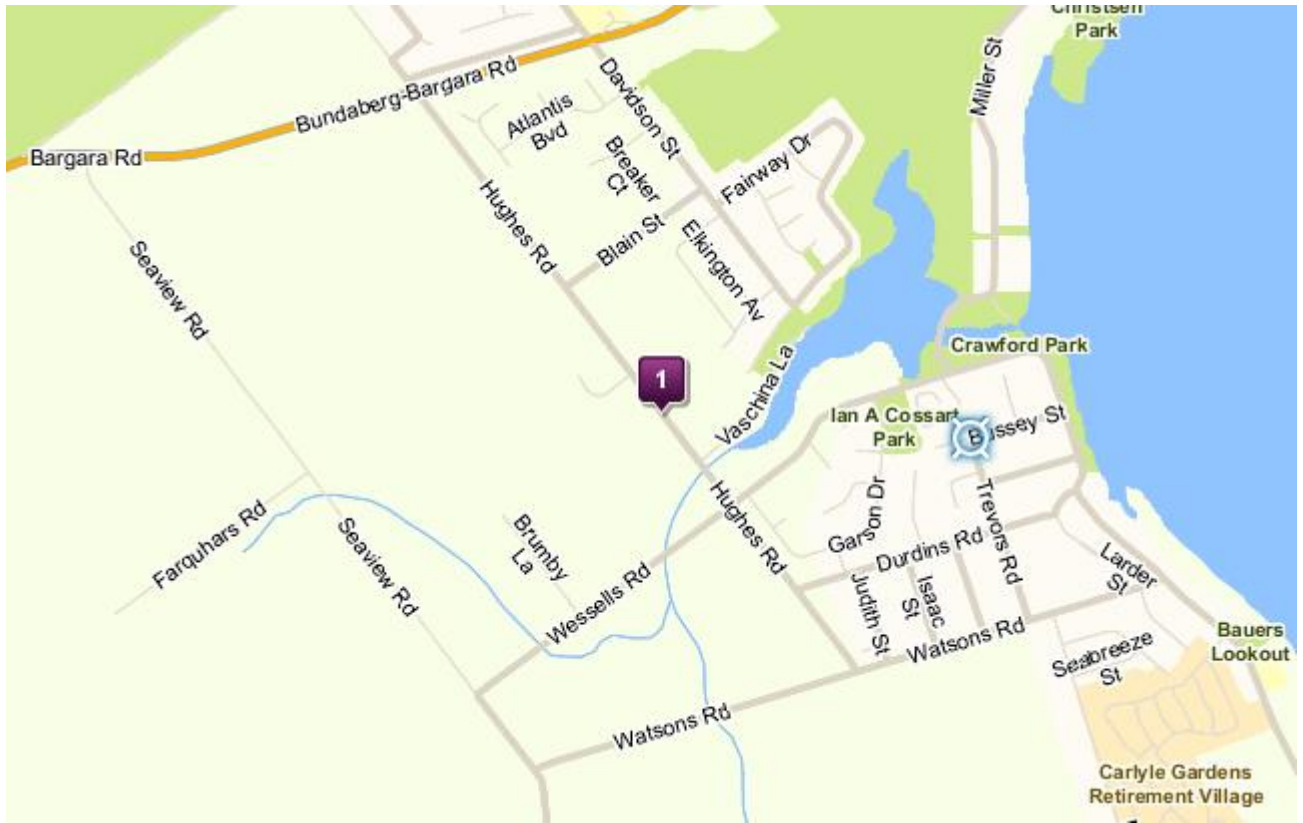 Christsen
Park
Miller St
Davidson St
Bundaberg-Bargara Rd
Atlantis
Bvd
Breaker
Ct
Bargara Rd
Fairway Dr
Hughes Rd
Blain St
Elkington Av
Seaview Rd
Crawford Park
1
Vaschina La
Ian A Cossart
Park
Bussey St
Hughes Rd
Trevors Rd
Farquhars Rd
Seaview Rd
Brumby
La
Garson Dr
Durdins Rd
Larder
St
Wessells Rd
Judith St
Isaac
St
Watsons Rd
Seabreeze
St
Bauers
Lookout
Watsons Rd
Carlyle Gardens
Retirement Village